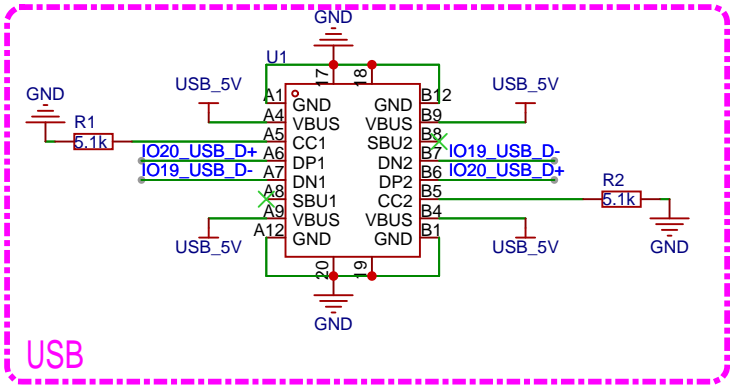 GND
U1
17 18
USB_5V
USB_5V
GND
A1 GND GND B12
A4 VBUS VBUS B9
R1
5.1k
A5 CC1 SBU2 B8
IO20_USB_D+ A6 DP1 DN2 B7 IO19_USB_D-
IO19_USB_D- A7 DN1 DP2 B6 IO20_USB_D+
A8 SBU1 CC2 B5
R2
5.1k
A9 VBUS VBUS B4
A12 GND GND B1
USB_5V
USB_5V
GND
20 19
GND
USB